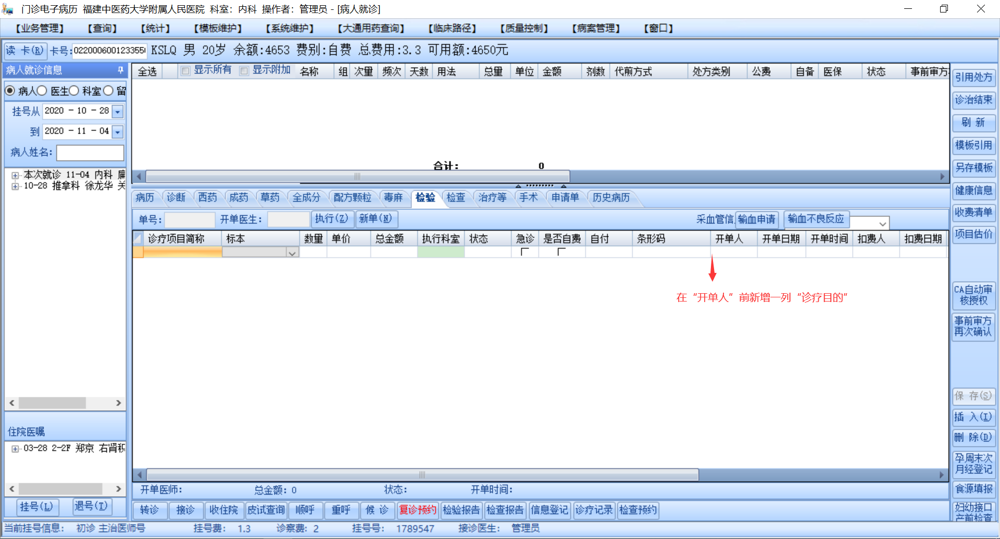 门诊电子病历 福建中医药大学附属人民医院 科室：内科 操作者：管理员 - [病人就诊]
【业务管理】 【查询】 【统计】 【模板维护】 【系统维护】 【大通用药查询】 【临床路径】 【质量控制】 【病案管理】 【窗口】
读 卡(R) 卡号: 022000600123355 KSLQ 男 20岁 余额:4653 费别:自费 总费用:3.3 可用额:4650元
病人就诊信息
病人 医生 科室 留
挂号从 2020 - 10 - 28
到 2020 - 11 - 04
病人姓名:
本次就诊 11-04 内科
10-28 推拿科 徐龙华 关
住院医嘱
03-28 2-2F 郑京 右肾积
挂号(L) 退号(T)
全选 显示所有 显示附加 名称 组 次量 频次 天数 用法 总量 单位 金额 剂数 代煎方式 处方类别 公费 自备 医保 状态 事前审方
合计: 0
病历 诊断 西药 成药 草药 全成分 配方颗粒 毒麻 检验 检查 治疗等 手术 申请单 历史病历
单号: 开单医生: 执行(Z) 新单(N) 采血管信 输血申请 输血不良反应
诊疗项目简称 标本 数里 单价 总金额 执行科室 状态 急诊 是否自费 自付 条形码 开单人 开单日期 开单时间 扣费人 扣费日期
在“开单人”前新增一列“诊疗目的”
开单医师: 总金额: 0 状态: 开单时间:
转诊 接诊 收住院 皮试查询 顺呼 重呼 候 诊 复诊预约 检验报告 检查报告 信息登记 诊疗记录 检查预约
引用处方
诊治结束
刷 新
模板引用
另存模板
健康信息
收费清单
项目估价
CA自动审
核授权
事前审方
再次确认
保 存(S)
插 入(I)
删 除(D)
孕周末次
月经登记
食源填报
妇幼接口
产前检查
当前挂号信息: 初诊 主治医师号 挂号费: 1.3 诊察费: 2 挂号号: 1789547 接诊医生: 管理员